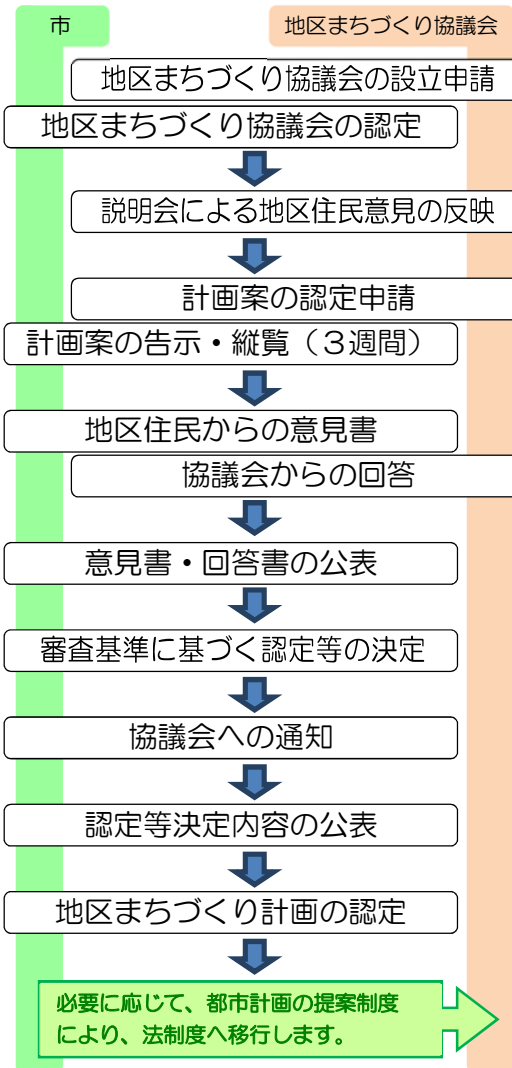 市
地区まちづくり協議会
地区まちづくり協議会の設立申請
地区まちづくり協議会の認定
説明会による地区住民意見の反映
計画案の認定申請
計画案の告示・縦覧（３週間）
地区住民からの意見書
協議会からの回答
意見書・回答書の公表
審査基準に基づく認定等の決定
協議会への通知
認定等決定内容の公表
地区まちづくり計画の認定
必要に応じて、都市計画の提案制度
により、法制度へ移行します。